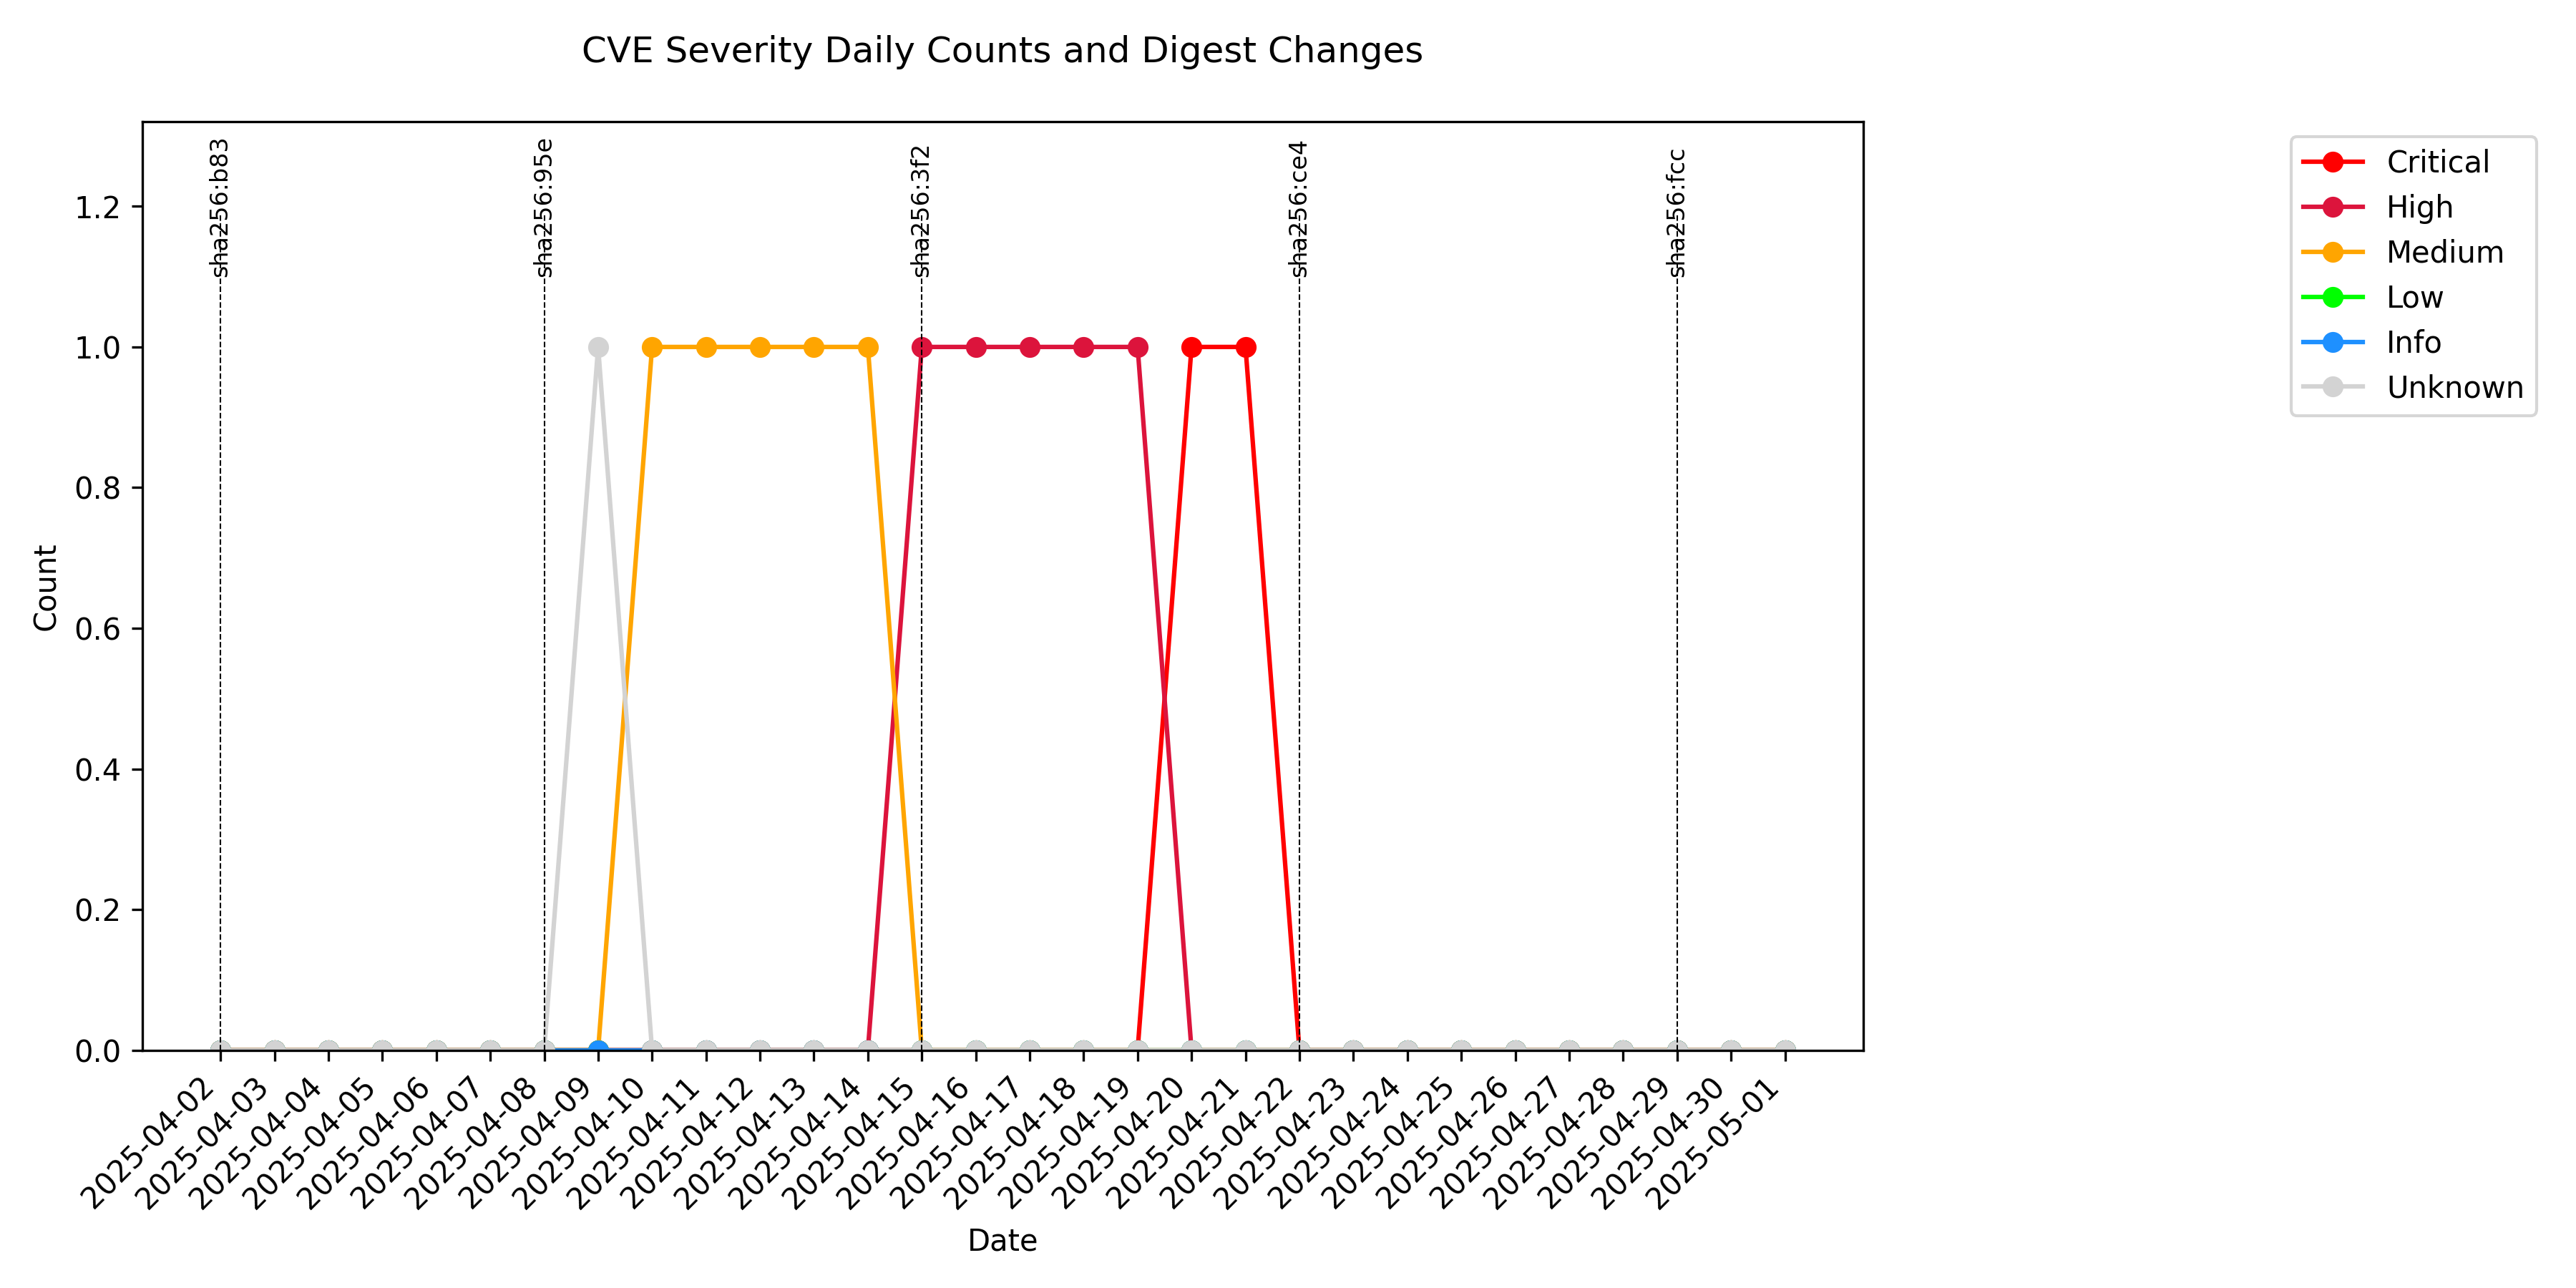 CVE Severity Daily Counts and Digest Changes
sha256:b83
sha256:95e
sha256:3f2
sha256:ce4
sha256:fcc
Critical
High
Medium
Low
Info
Unknown
1.2
1.0
0.8
0.6
0.4
0.2
0.0
Count
2025-04-02
2025-04-03
2025-04-04
2025-04-05
2025-04-06
2025-04-07
2025-04-08
2025-04-09
2025-04-10
2025-04-11
2025-04-12
2025-04-13
2025-04-14
2025-04-15
2025-04-16
2025-04-17
2025-04-18
2025-04-19
2025-04-20
2025-04-21
2025-04-22
2025-04-23
2025-04-24
2025-04-25
2025-04-26
2025-04-27
2025-04-28
2025-04-29
2025-04-30
2025-05-01
Date